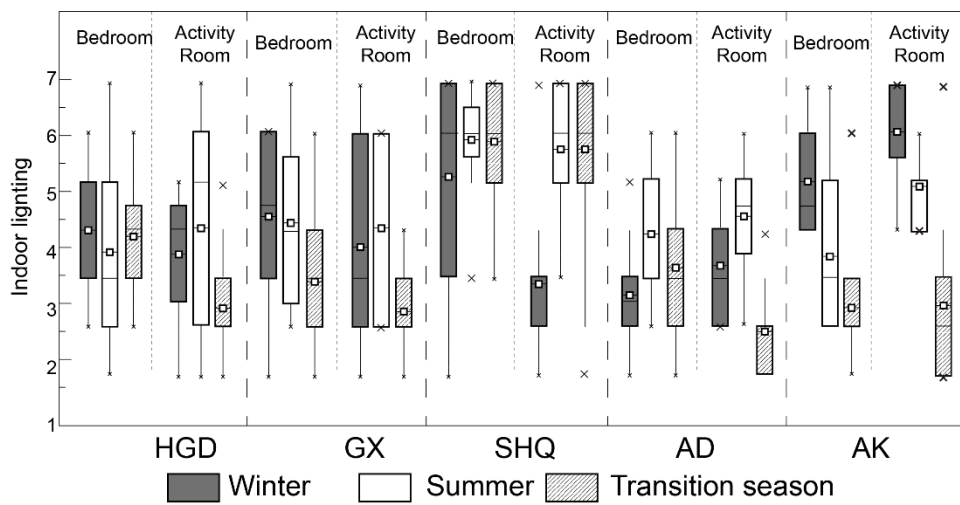 Bedroom Activity Room Bedroom Activity Room Bedroom Activity Room Bedroom Activity Room Bedroom Activity Room
7
6
5
4
3
2
1
Indoor lignting
HGD GX SHQ AD AK
Winter Summer Transition season